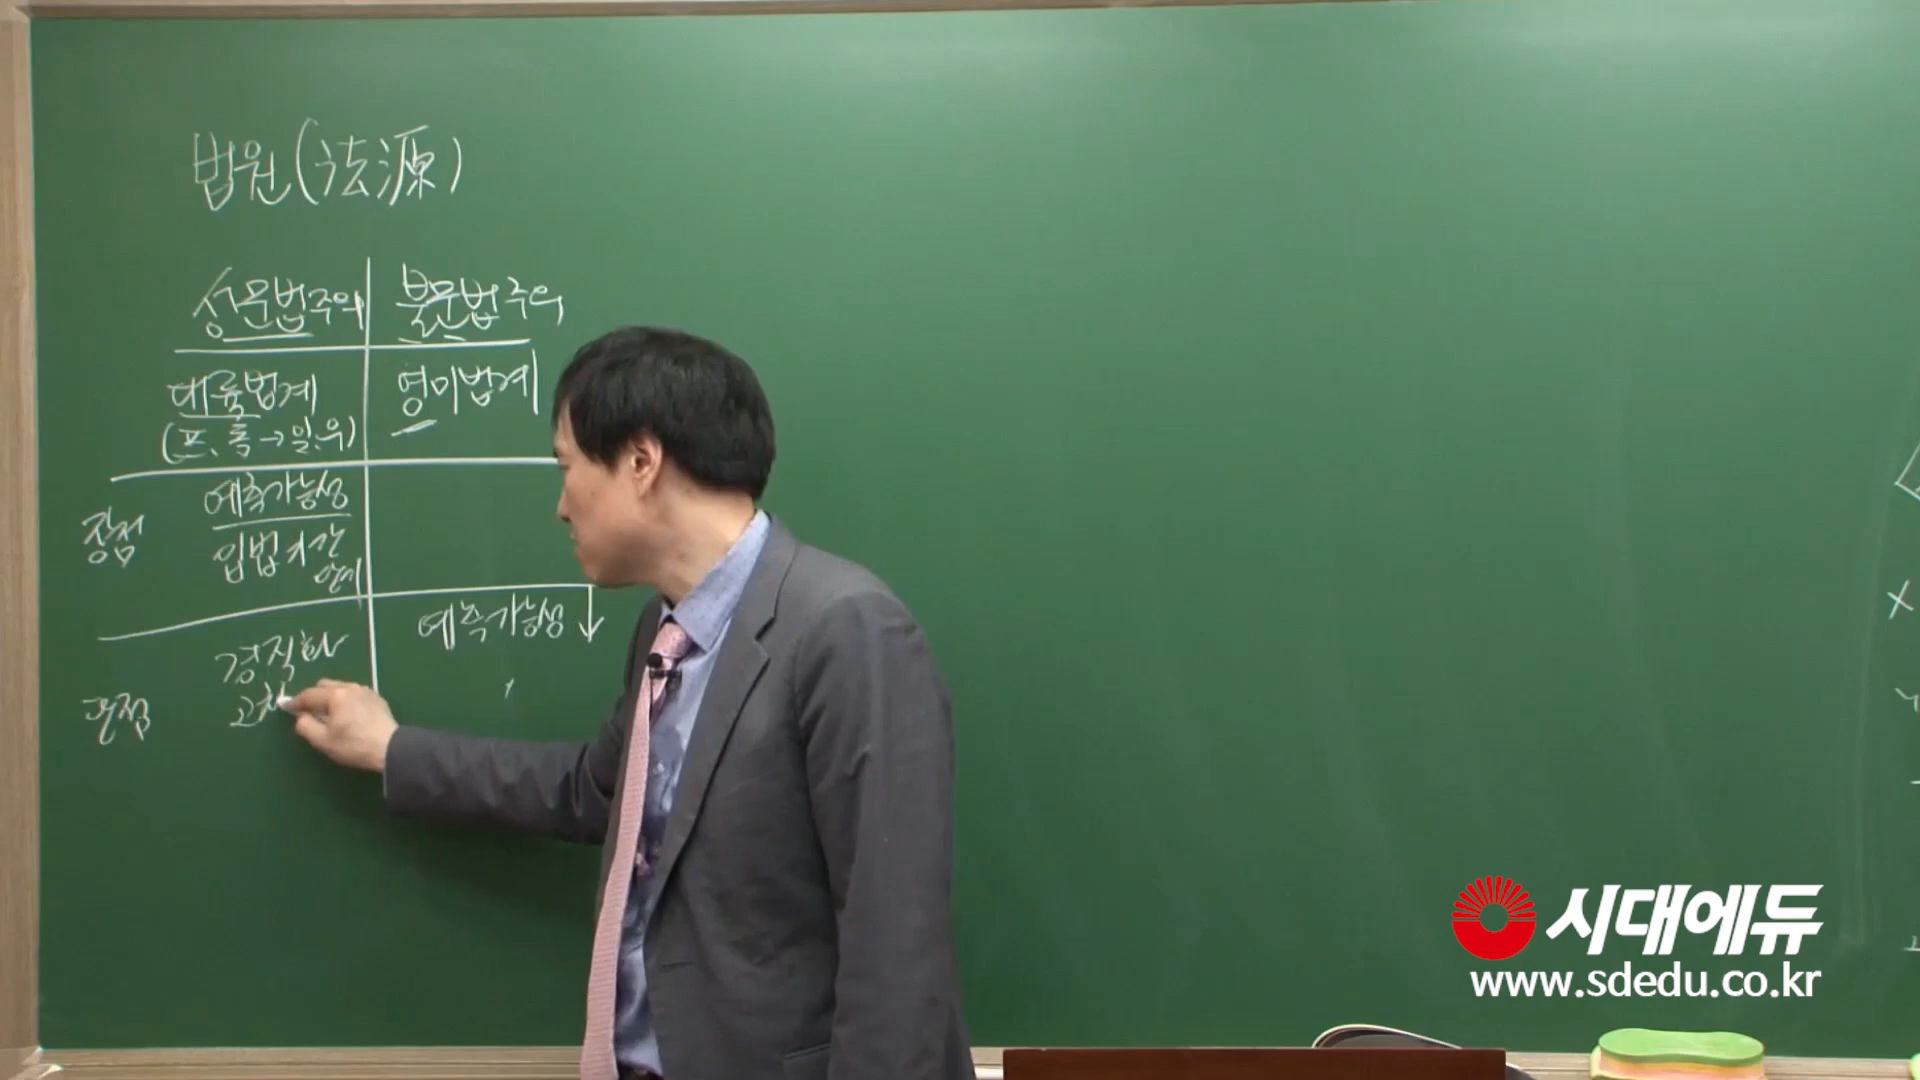 법원(法源)
성문법주의 불문법주의
대륙법계 영미법계
(프, 독→일, 우)
장점 예측가능성
입법기간
단점 경직화 예측가능성 ↓
고착
시대에듀
www.sdedu.co.kr